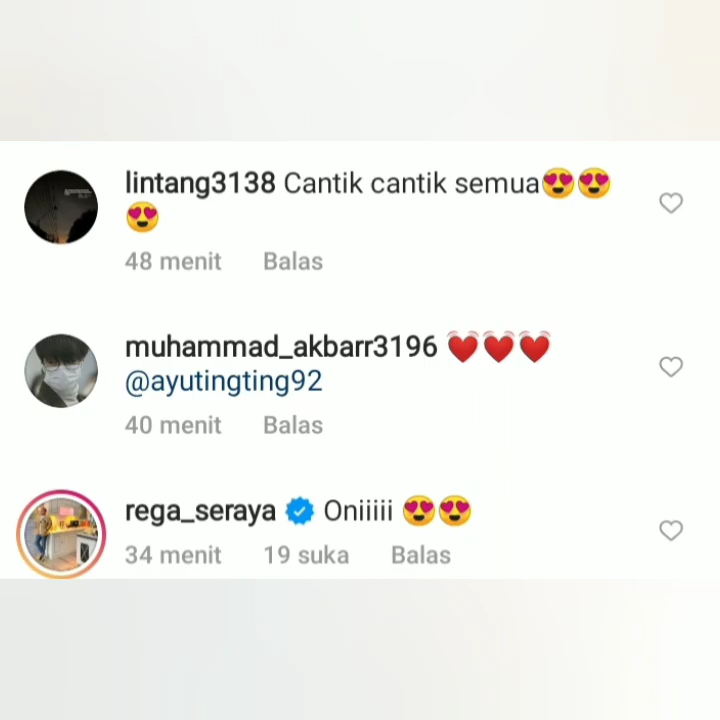 lintang3138 Cantik cantik semua😍😍
😍
48 menit Balas
muhammad_akbarr3196 💓💓💓
@ayutingting92
40 menit Balas
rega_seraya Oniiiii 😍😍
34 menit 19 suka Balas